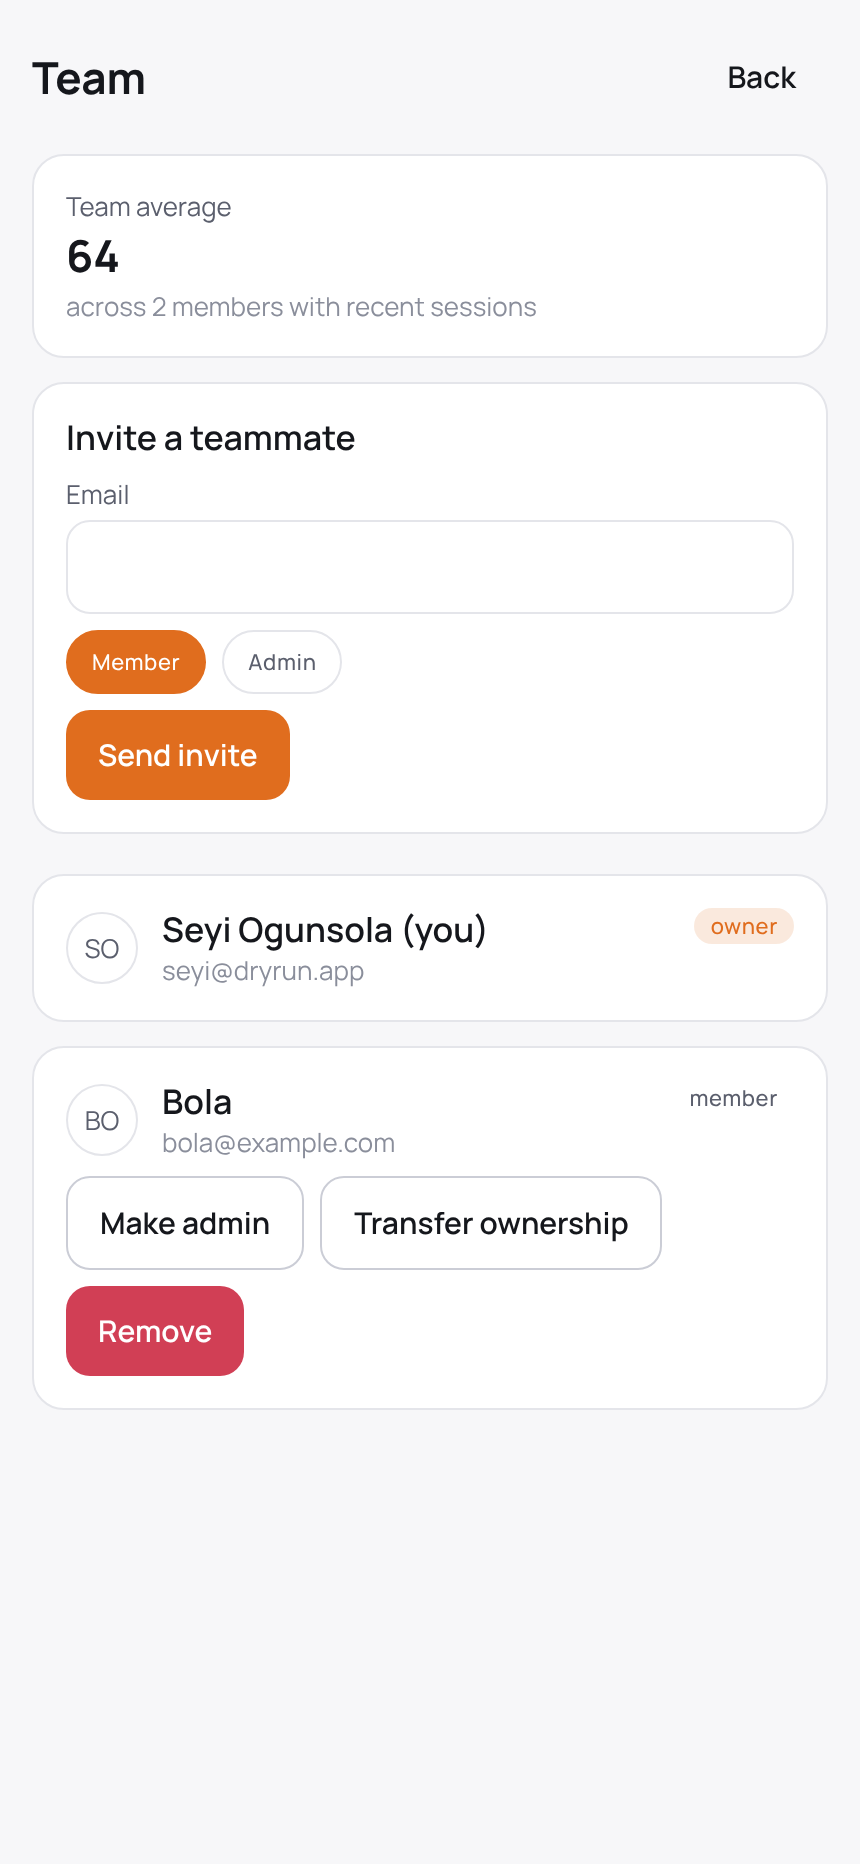 Team
Back
Team average
64
across 2 members with recent sessions
Invite a teammate
Email
Member
Admin
Send invite
SO
Seyi Ogunsola (you)
owner
seyi@dryrun.app
BO
Bola
member
bola@example.com
Make admin
Transfer ownership
Remove